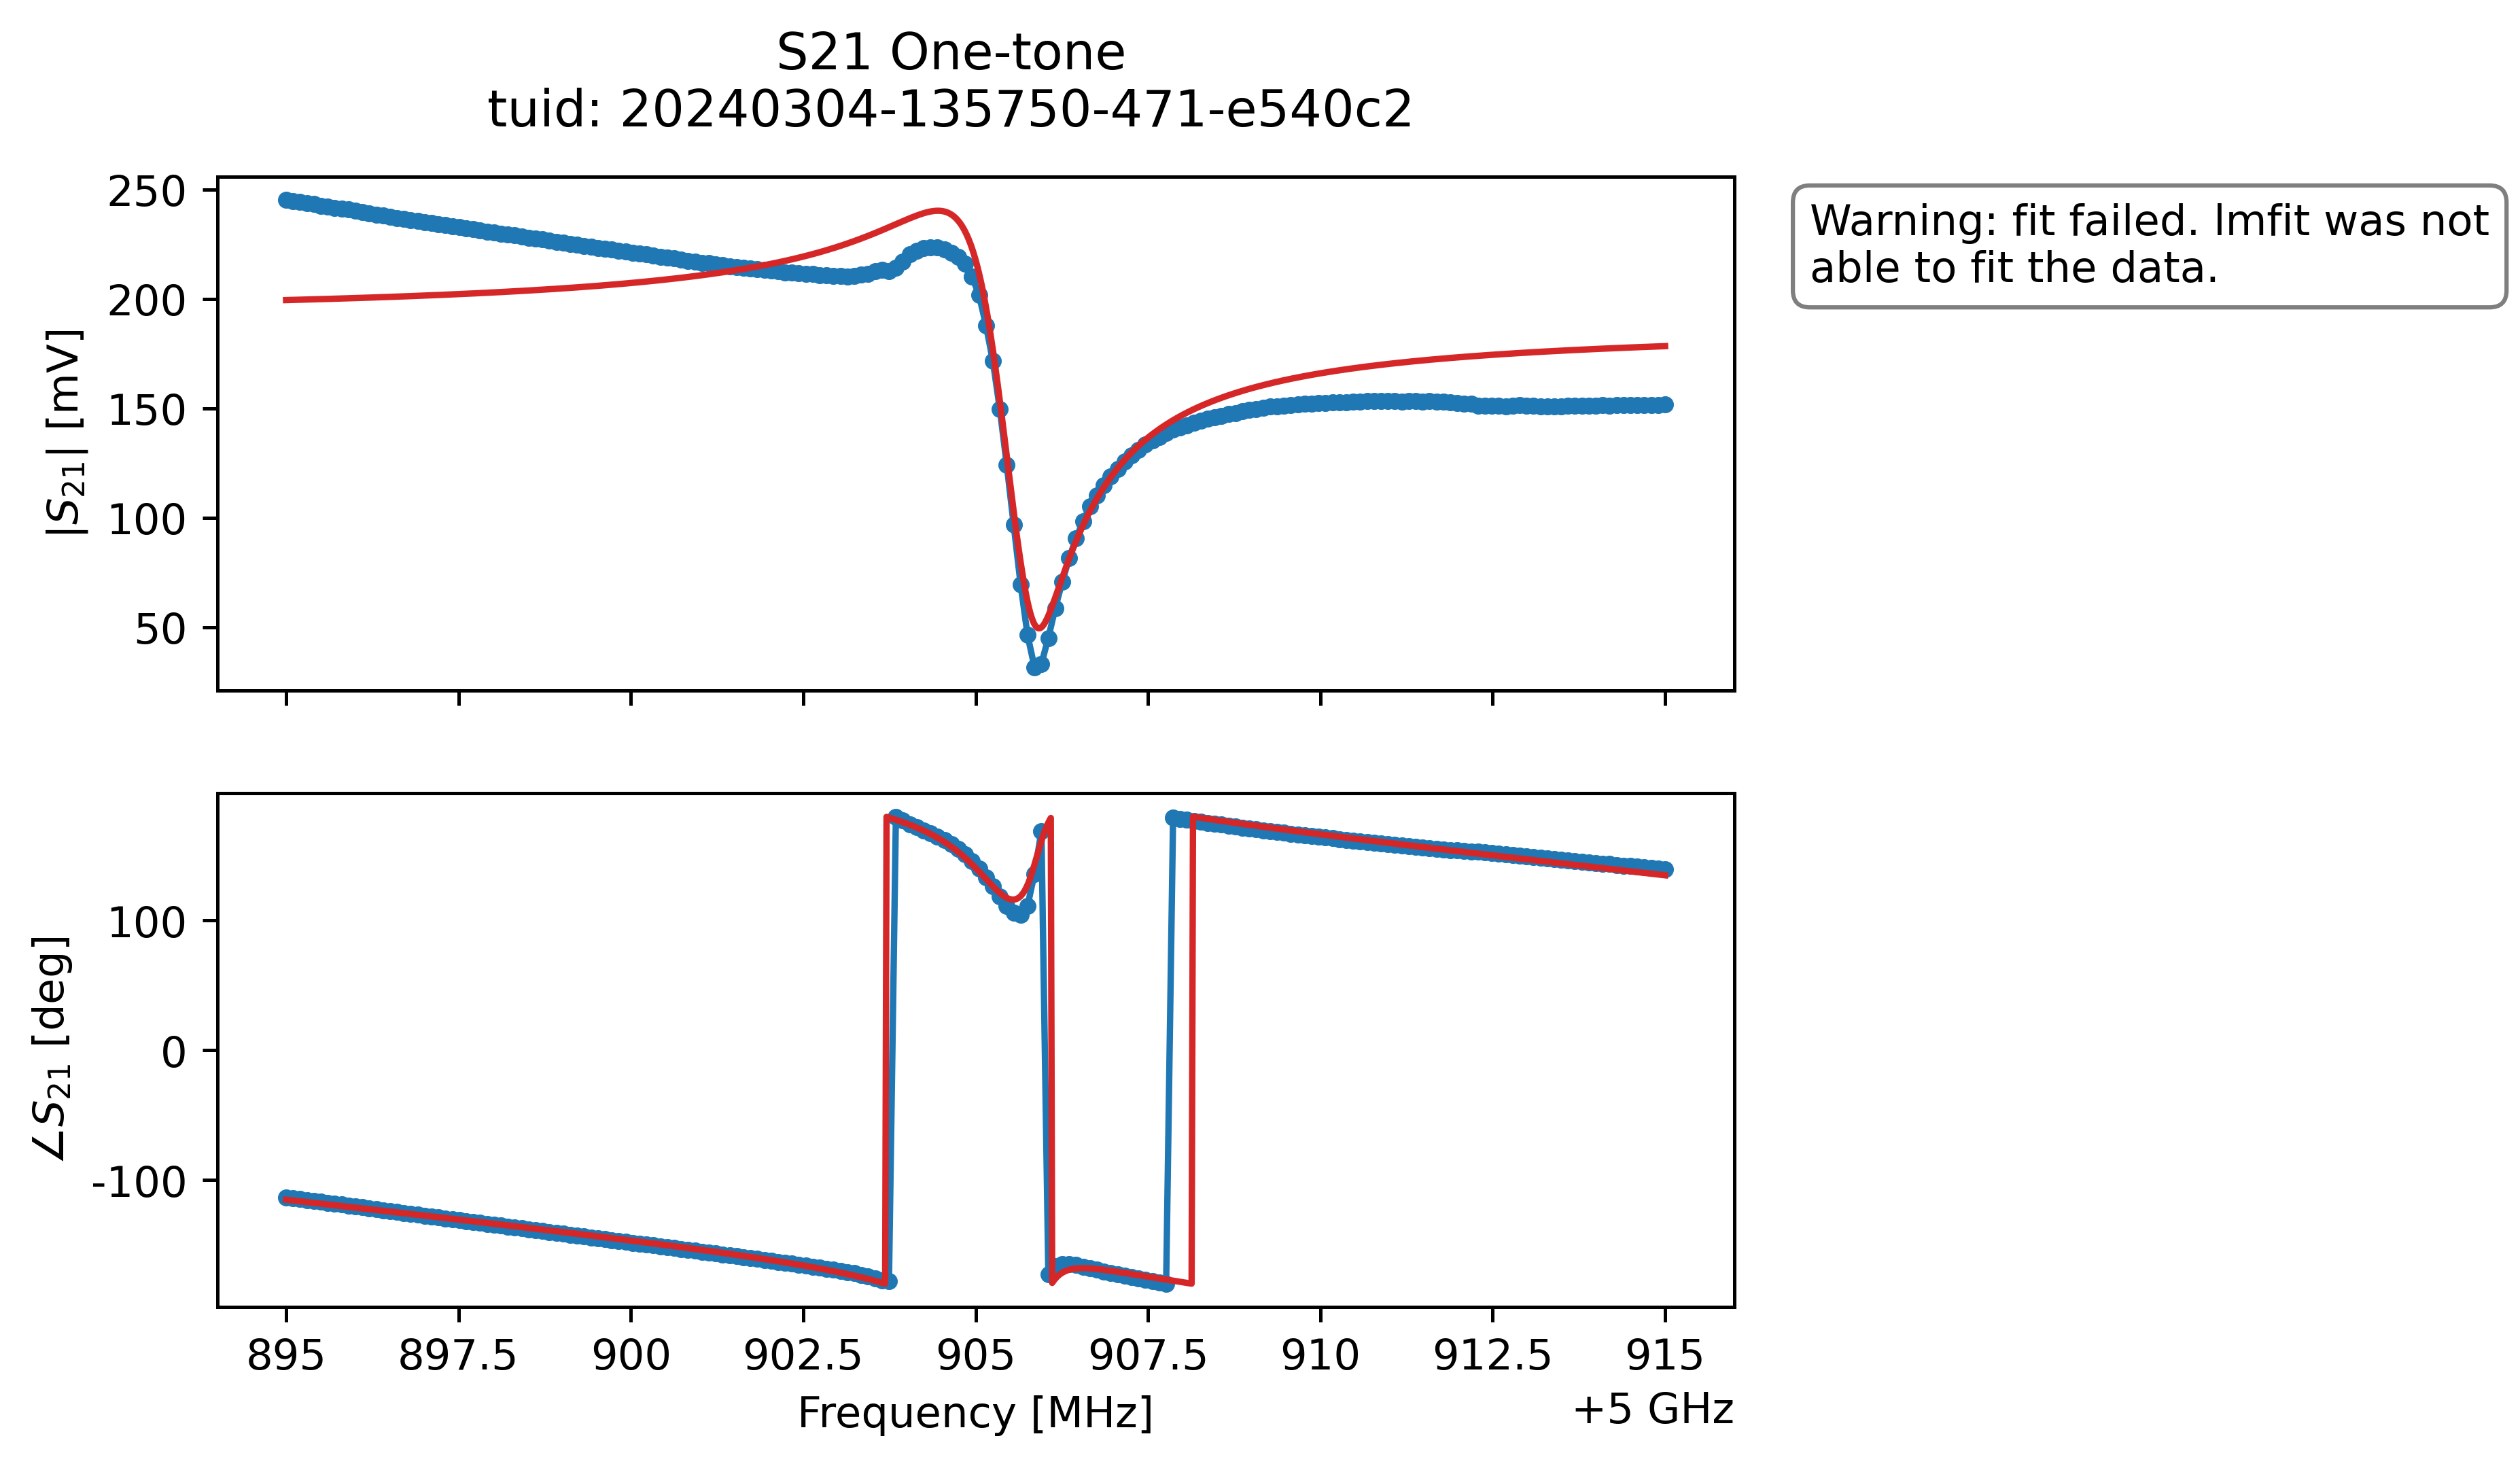 S21 One-tone
tuid: 20240304-135750-471-e540c2
250
200
150
100
50
|S₂₁| [mV]
Warning: fit failed. lmfit was not
able to fit the data.
100
0
-100
∠S₂₁ [deg]
895 897.5 900 902.5 905 907.5 910 912.5 915
Frequency [MHz]
+5 GHz